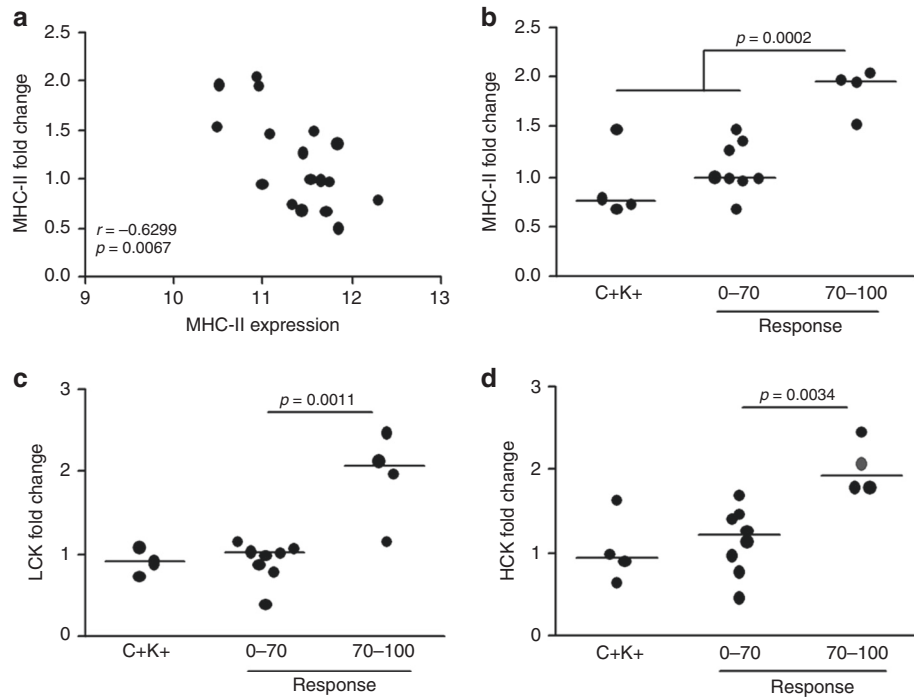 a
2.5
2.0
1.5
1.0
0.5
0.0
MHC-II fold change
r = –0.6299
p = 0.0067
9 10 11 12 13
MHC-II expression
b
p = 0.0002
2.5
2.0
1.5
1.0
0.5
0.0
MHC-II fold change
C+K+ 0–70 70–100
Response
c
p = 0.0011
3
2
1
0
LCK fold change
C+K+ 0–70 70–100
Response
d
p = 0.0034
3
2
1
0
HCK fold change
C+K+ 0–70 70–100
Response